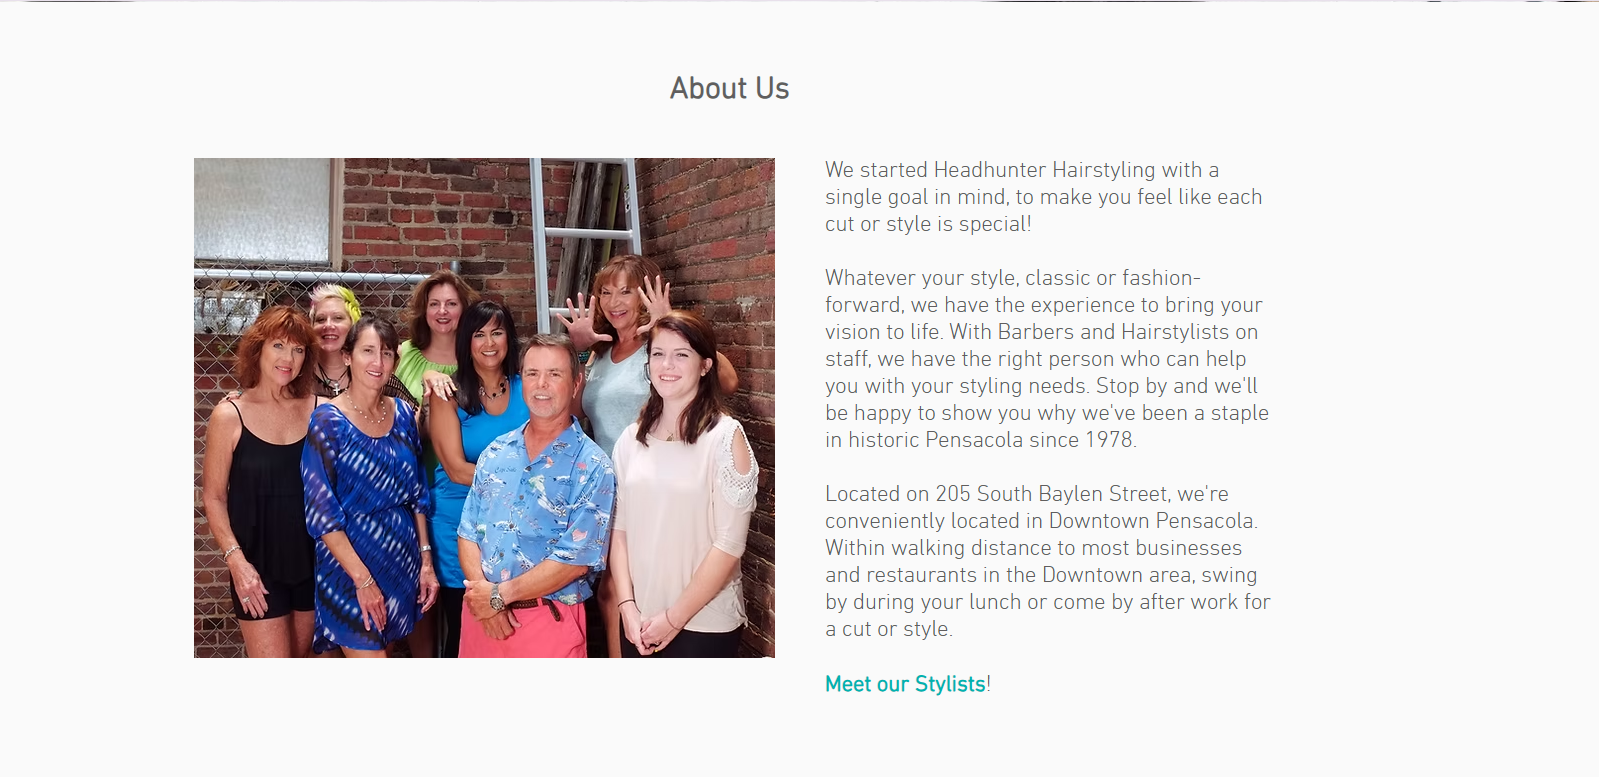 About Us
We started Headhunter Hairstyling with a
single goal in mind, to make you feel like each
cut or style is special!
Whatever your style, classic or fashion-
forward, we have the experience to bring your
vision to life. With Barbers and Hairstylists on
staff, we have the right person who can help
you with your styling needs. Stop by and we'll
be happy to show you why we've been a staple
in historic Pensacola since 1978.
Located on 205 South Baylen Street, we're
conveniently located in Downtown Pensacola.
Within walking distance to most businesses
and restaurants in the Downtown area, swing
by during your lunch or come by after work for
a cut or style.
Meet our Stylists!